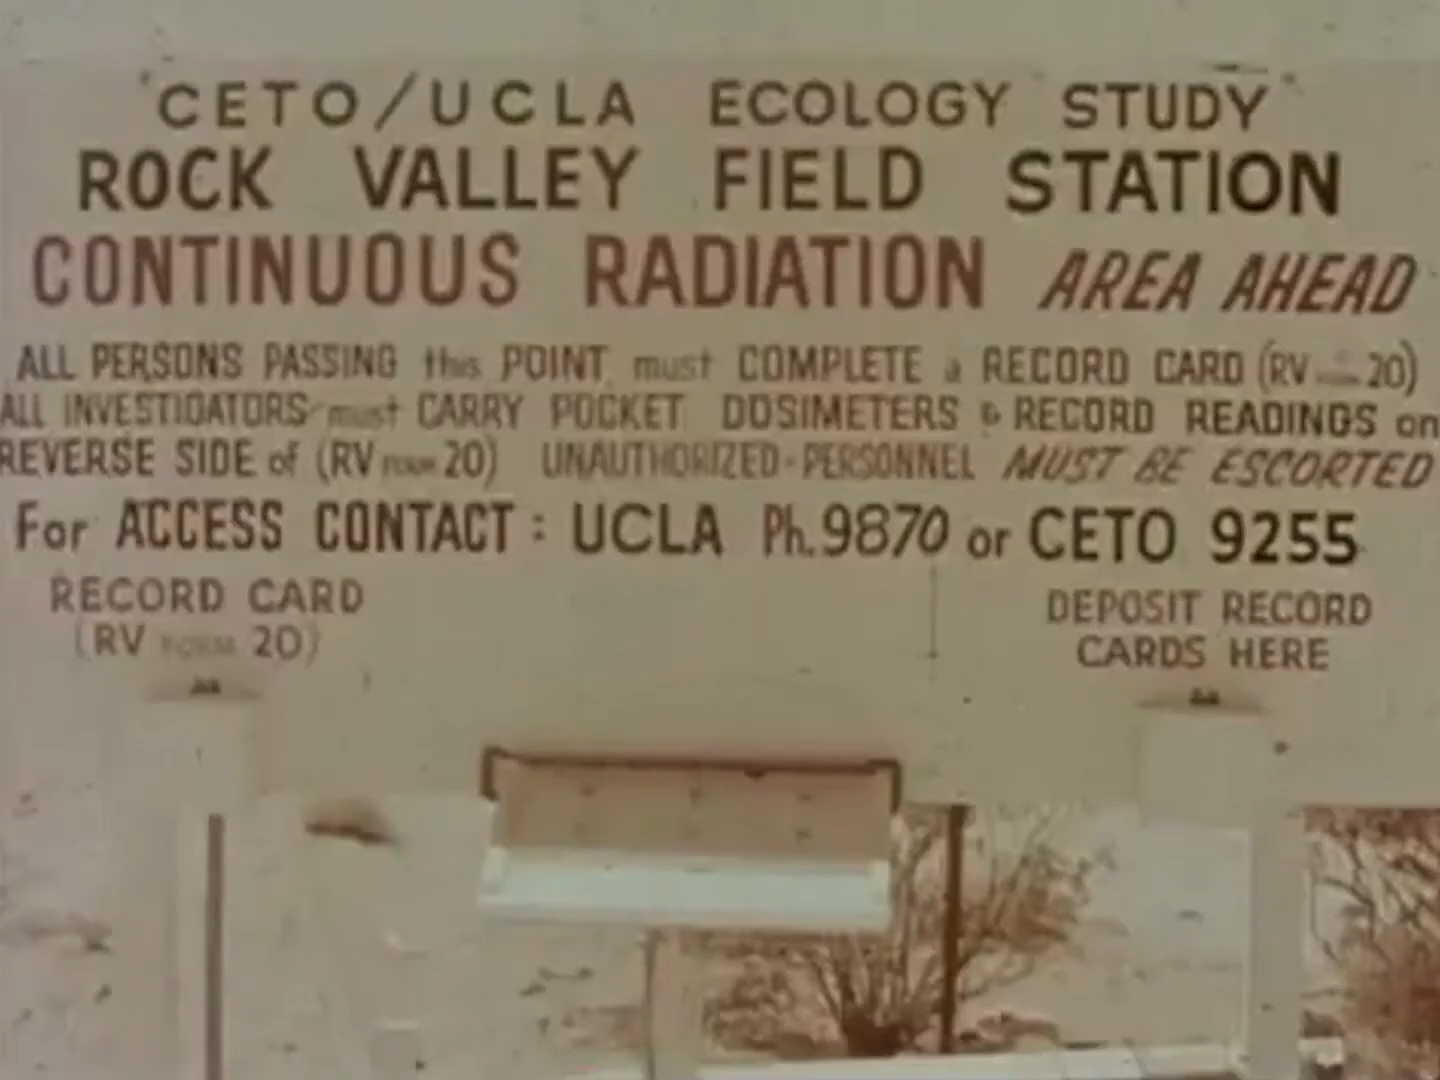 CETO/UCLA ECOLOGY STUDY
ROCK VALLEY FIELD STATION
CONTINUOUS RADIATION AREA AHEAD
ALL PERSONS PASSING this POINT must COMPLETE a RECORD CARD (RV FORM 20)
ALL INVESTIGATORS must CARRY POCKET DOSIMETERS & RECORD READINGS on
REVERSE SIDE of (RV FORM 20) UNAUTHORIZED PERSONNEL MUST BE ESCORTED
For ACCESS CONTACT: UCLA Ph. 9870 or CETO 9255
RECORD CARD
(RV FORM 20)
DEPOSIT RECORD
CARDS HERE